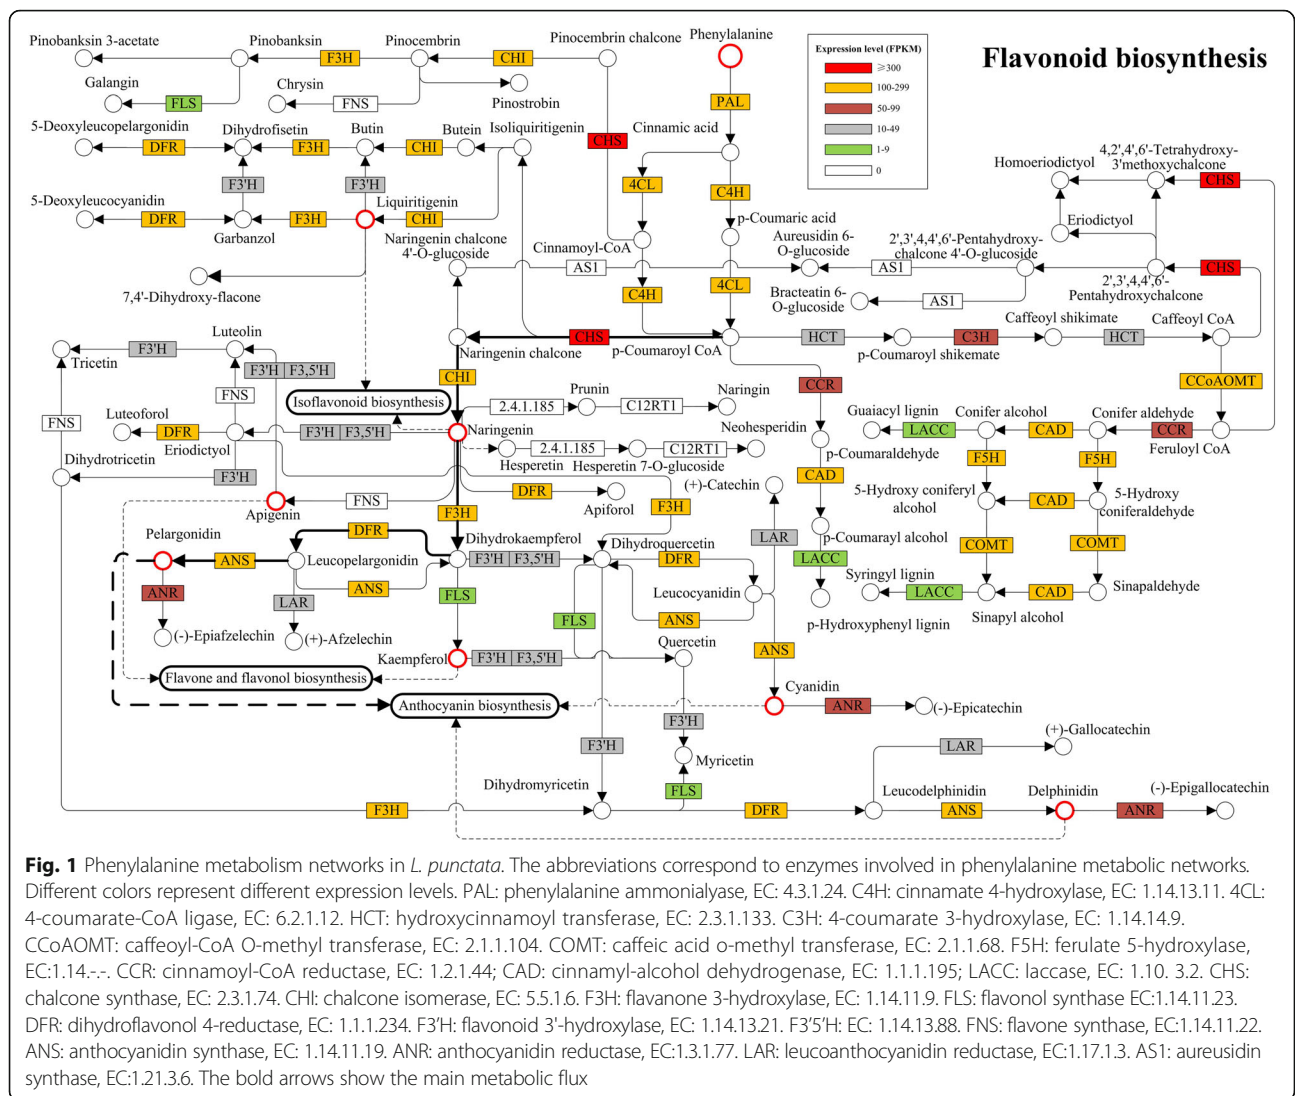 Flavonoid biosynthesis
Expression level (FPKM)
⩾300
100-299
50-99
10-49
1-9
0
Pinobanksin 3-acetate
Pinobanksin
Pinocembrin
Pinocembrin chalcone
Phenylalanine
F3H
CHI
Galangin
Chrysin
Pinostrobin
FLS
FNS
PAL
5-Deoxyleucopelargonidin
Dihydrofisetin
Butin
Butein
Isoliquiritigenin
Cinnamic acid
DFR
F3H
CHI
CHS
4CL
C4H
F3'H
F3'H
5-Deoxyleucocyanidin
Liquiritigenin
DFR
F3H
CHI
Garbanzol
Naringenin chalcone
4'-O-glucoside
Cinnamoyl-CoA
p-Coumaric acid
Aureusidin 6-
O-glucoside
2',3',4,4',6'-Pentahydroxy-
chalcone 4'-O-glucoside
Homoeriodictyol
4,2',4',6'-Tetrahydroxy-
3'methoxychalcone
CHS
Eriodictyol
AS1
AS1
CHS
7,4'-Dihydroxy-flacone
C4H
4CL
Bracteatin 6-
O-glucoside
AS1
2',3',4,4',6'-
Pentahydroxychalcone
Luteolin
Tricetin
F3'H
F3'H
F3,5'H
Naringenin chalcone
CHS
p-Coumaroyl CoA
HCT
p-Coumaroyl shikemate
C3H
Caffeoyl shikimate
HCT
Caffeoyl CoA
CHI
CCR
CCoAOMT
FNS
FNS
Isoflavonoid biosynthesis
Prunin
Naringin
2.4.1.185
C12RT1
Luteoforol
DFR
Eriodictyol
F3'H
F3,5'H
Naringenin
Neohesperidin
2.4.1.185
C12RT1
Hesperetin
Hesperetin 7-O-glucoside
Guaiacyl lignin
Conifer alcohol
Conifer aldehyde
LACC
CAD
CCR
Feruloyl CoA
p-Coumaraldehyde
F5H
F5H
Dihydrotricetin
F3'H
CAD
FNS
Apigenin
DFR
Apiforol
F3H
F3H
(+)-Catechin
5-Hydroxy coniferyl
alcohol
CAD
5-Hydroxy
coniferaldehyde
Pelargonidin
DFR
Dihydrokaempferol
Dihydroquercetin
LAR
p-Coumarayl alcohol
COMT
COMT
ANS
Leucopelargonidin
F3'H
F3,5'H
DFR
LACC
ANS
Leucocyanidin
Syringyl lignin
LACC
CAD
Sinapaldehyde
Sinapyl alcohol
ANR
LAR
FLS
FLS
ANS
p-Hydroxyphenyl lignin
(-)-Epiafzelechin
(+)-Afzelechin
Kaempferol
F3'H
F3,5'H
Quercetin
ANS
Flavone and flavonol biosynthesis
Cyanidin
Anthocyanin biosynthesis
ANR
(-)-Epicatechin
F3'H
F3'H
LAR
(+)-Gallocatechin
Myricetin
Dihydromyricetin
FLS
Leucodelphinidin
Delphinidin
(-)-Epigallocatechin
F3H
DFR
ANS
ANR
Fig. 1 Phenylalanine metabolism networks in L. punctata. The abbreviations correspond to enzymes involved in phenylalanine metabolic networks.
Different colors represent different expression levels. PAL: phenylalanine ammonialyase, EC: 4.3.1.24. C4H: cinnamate 4-hydroxylase, EC: 1.14.13.11. 4CL:
4-coumarate-CoA ligase, EC: 6.2.1.12. HCT: hydroxycinnamoyl transferase, EC: 2.3.1.133. C3H: 4-coumarate 3-hydroxylase, EC: 1.14.14.9.
CCoAOMT: caffeoyl-CoA O-methyl transferase, EC: 2.1.1.104. COMT: caffeic acid o-methyl transferase, EC: 2.1.1.68. F5H: ferulate 5-hydroxylase,
EC:1.14.-.-. CCR: cinnamoyl-CoA reductase, EC: 1.2.1.44; CAD: cinnamyl-alcohol dehydrogenase, EC: 1.1.1.195; LACC: laccase, EC: 1.10. 3.2. CHS:
chalcone synthase, EC: 2.3.1.74. CHI: chalcone isomerase, EC: 5.5.1.6. F3H: flavanone 3-hydroxylase, EC: 1.14.11.9. FLS: flavonol synthase EC:1.14.11.23.
DFR: dihydroflavonol 4-reductase, EC: 1.1.1.234. F3'H: flavonoid 3'-hydroxylase, EC: 1.14.13.21. F3'5'H: EC: 1.14.13.88. FNS: flavone synthase, EC:1.14.11.22.
ANS: anthocyanidin synthase, EC: 1.14.11.19. ANR: anthocyanidin reductase, EC:1.3.1.77. LAR: leucoanthocyanidin reductase, EC:1.17.1.3. AS1: aureusidin
synthase, EC:1.21.3.6. The bold arrows show the main metabolic flux